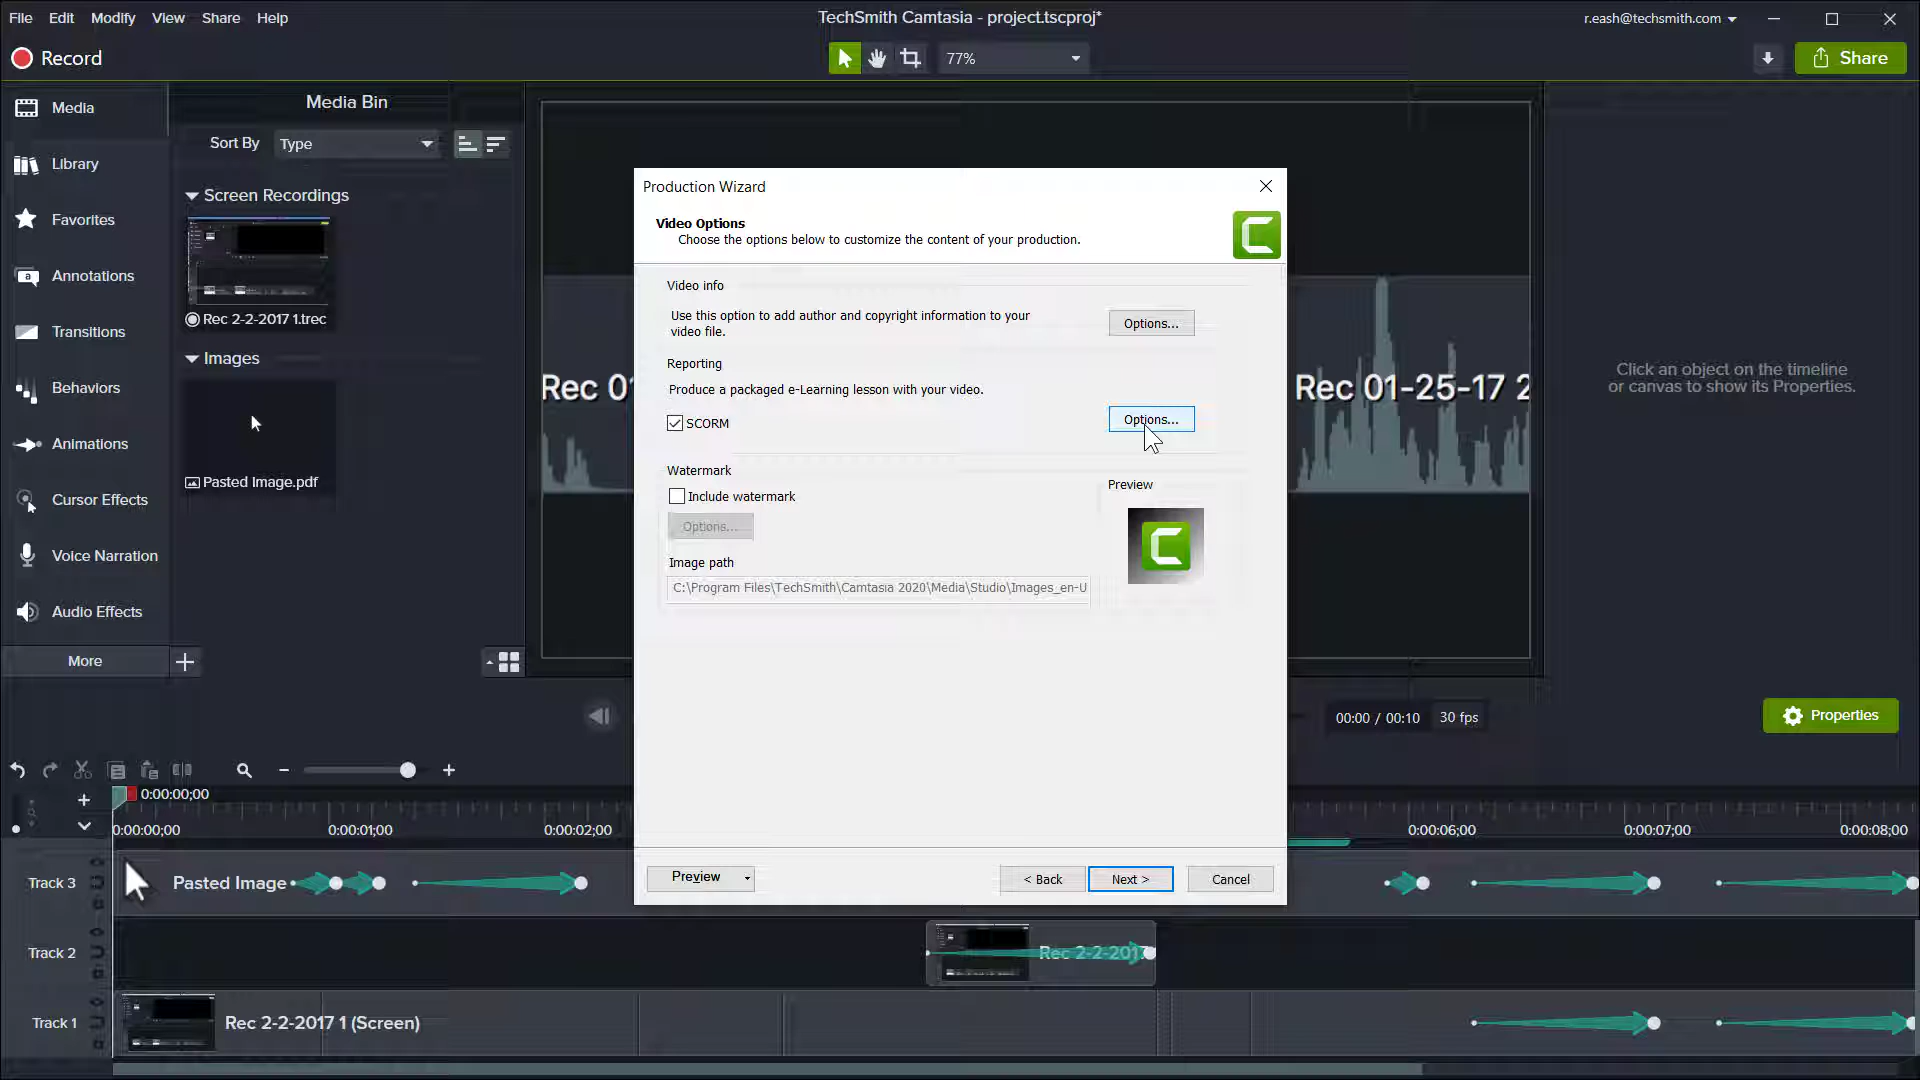 File Edit Modify View Share Help
TechSmith Camtasia - project.tscproj*
r.eash@techsmith.com
Record
77%
Share
Media
Library
Favorites
Annotations
Transitions
Behaviors
Animations
Cursor Effects
Voice Narration
Audio Effects
More
Media Bin
Sort By Type
Screen Recordings
Rec 2-2-2017 1.trec
Images
Pasted Image.pdf
Rec 01
Rec 01-25-17 2
Production Wizard
Video Options
Choose the options below to customize the content of your production.
Video info
Use this option to add author and copyright information to your
video file.
Options...
Reporting
Produce a packaged e-Learning lesson with your video.
SCORM
Options...
Watermark
Include watermark
Options...
Preview
Image path
C:\Program Files\TechSmith\Camtasia 2020\Media\Studio\Images_en-U
Preview
< Back
Next >
Cancel
Click an object on the timeline
or canvas to show its Properties.
00:00 / 00:10 30 fps
Properties
0:00:00;00
0:00:00;00 0:00:01;00 0:00:02;00 0:00:06;00 0:00:07;00 0:00:08;00
Track 3
Pasted Image
Track 2
Rec 2-2-2017
Track 1
Rec 2-2-2017 1 (Screen)